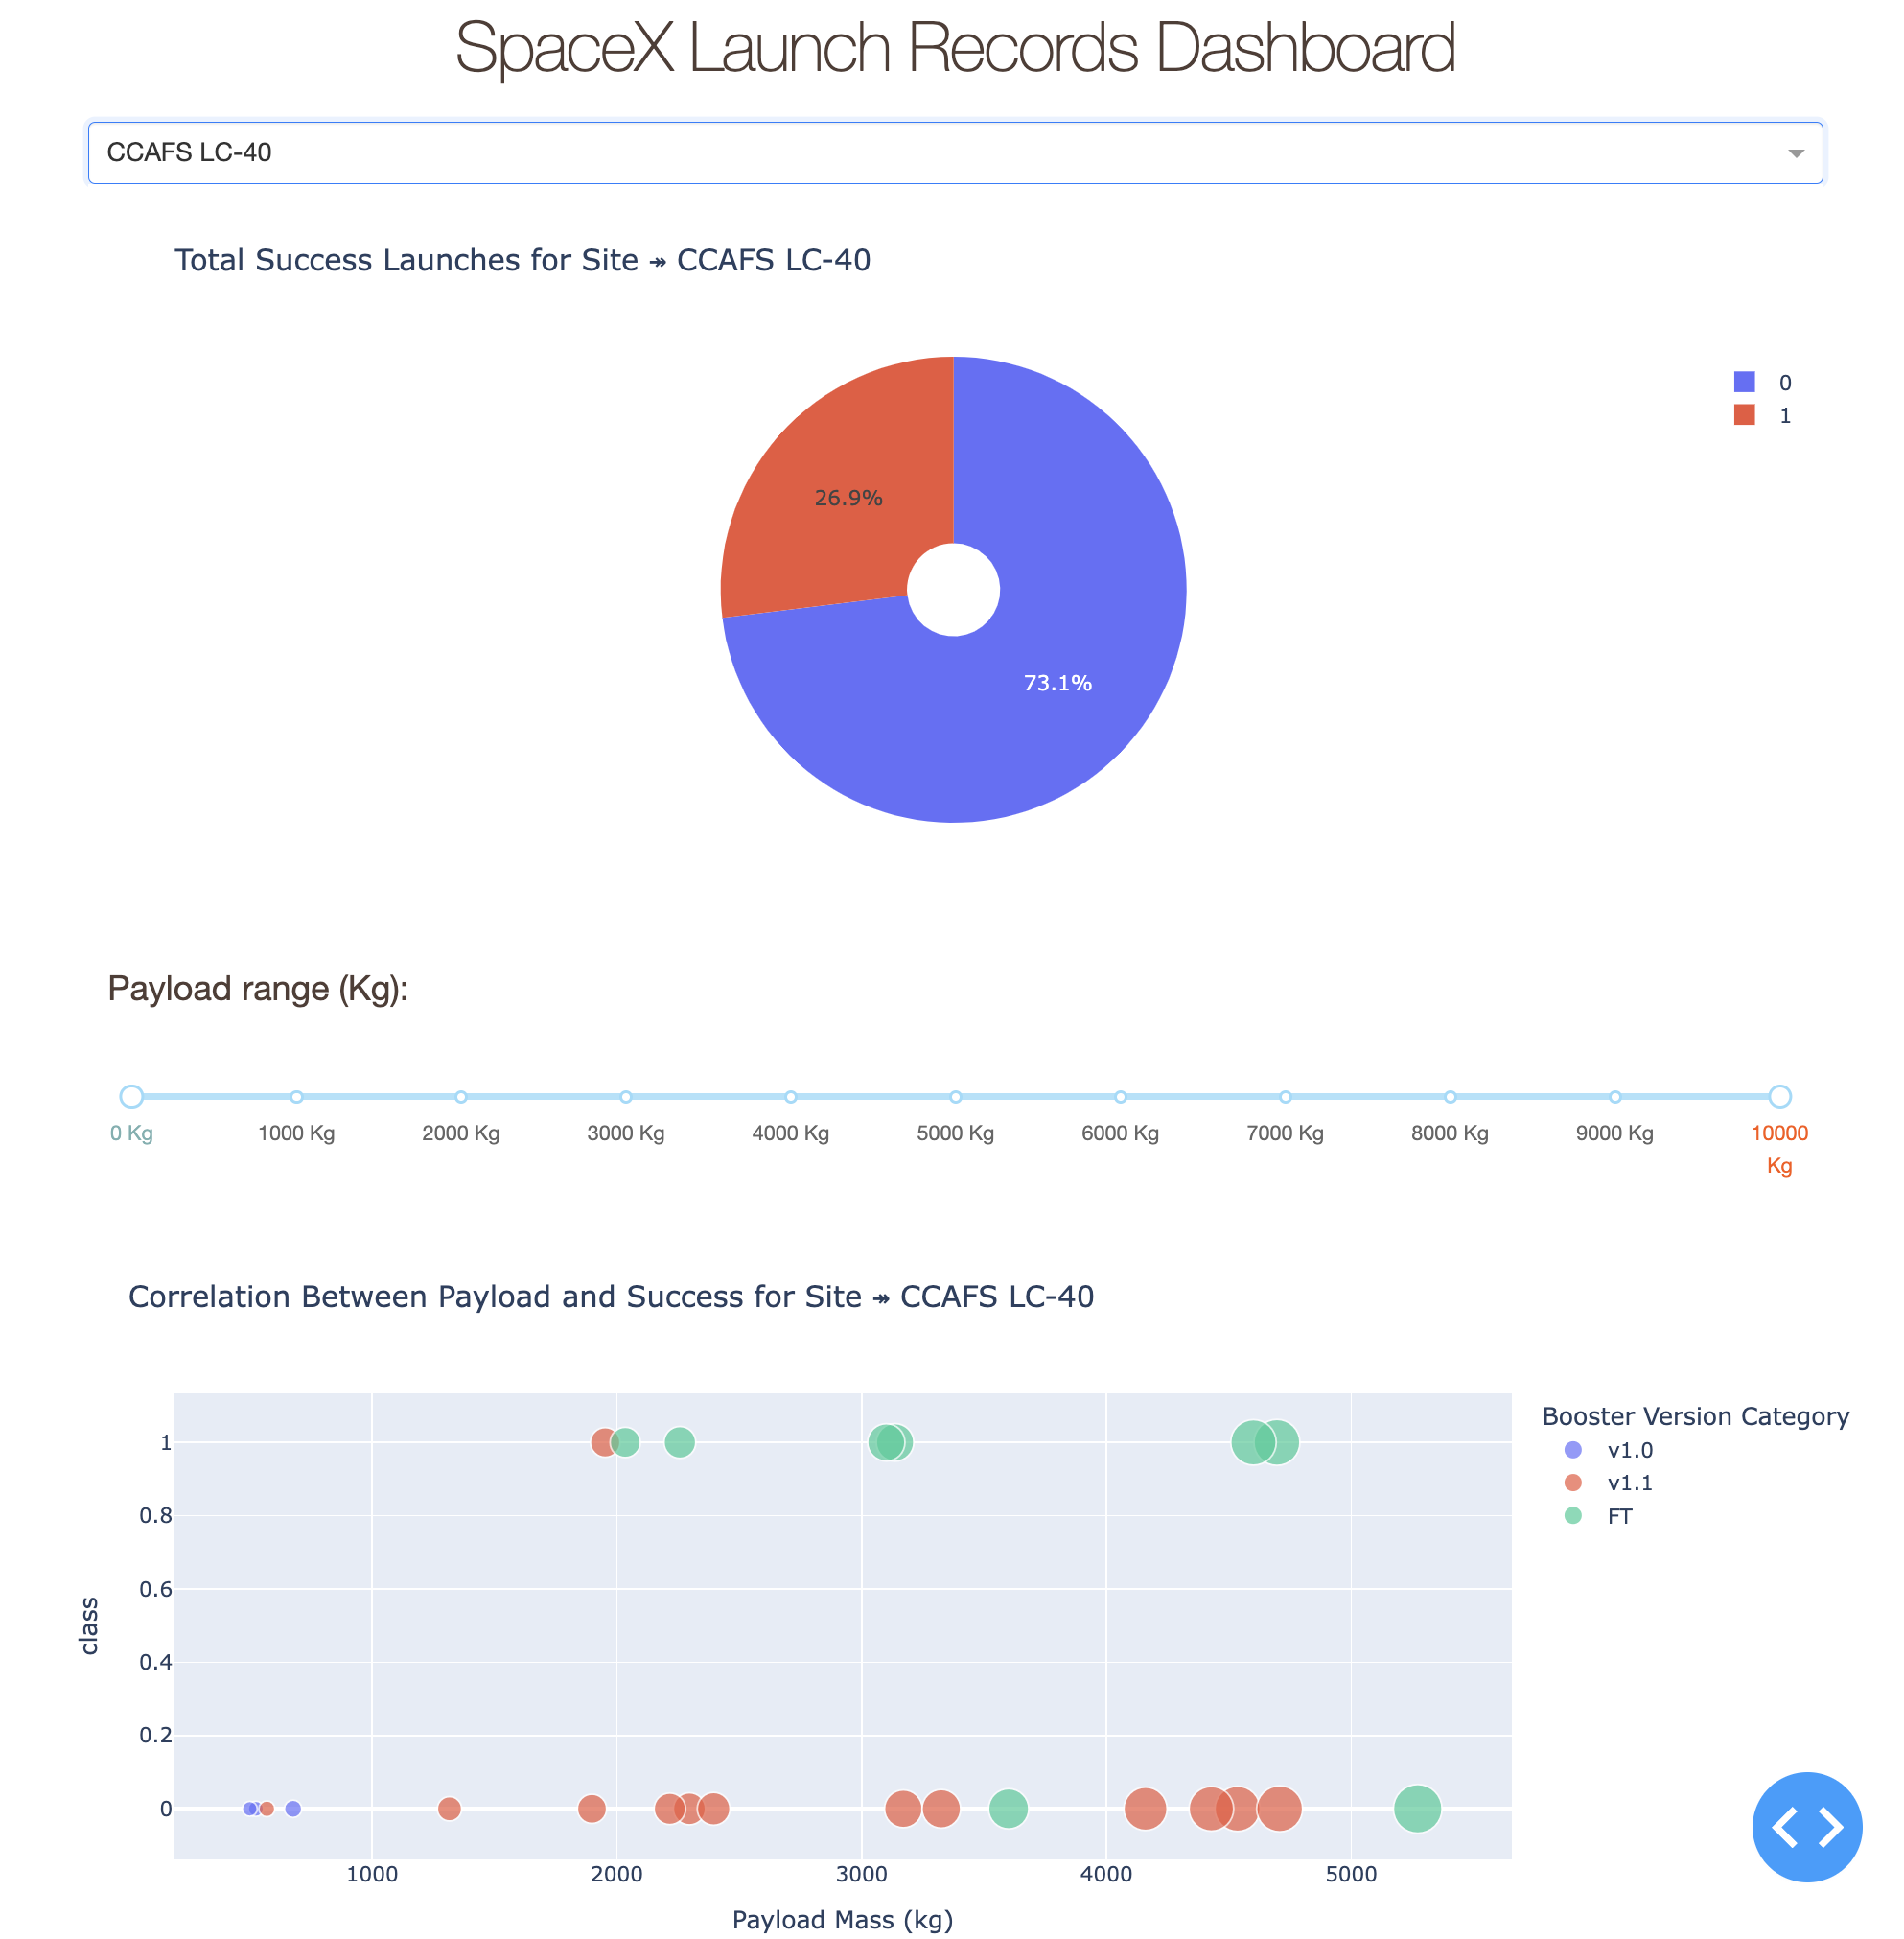 SpaceX Launch Records Dashboard
CCAFS LC-40
Total Success Launches for Site ↠ CCAFS LC-40
0
1
26.9%
73.1%
Payload range (Kg):
0 Kg 1000 Kg 2000 Kg 3000 Kg 4000 Kg 5000 Kg 6000 Kg 7000 Kg 8000 Kg 9000 Kg 10000
Kg
Correlation Between Payload and Success for Site ↠ CCAFS LC-40
Booster Version Category
v1.0
v1.1
FT
1
0.8
0.6
0.4
0.2
0
class
1000 2000 3000 4000 5000
Payload Mass (kg)